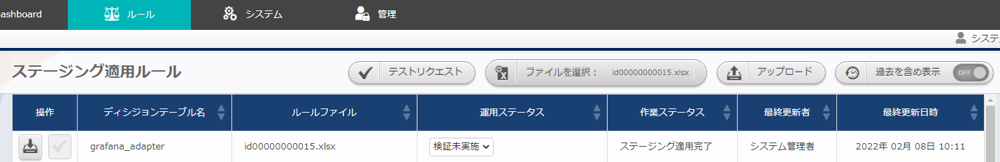 ashboard ルール システム 管理
システ
ステージング適用ルール テストリクエスト ファイルを選択： id00000000015.xlsx アップロード 過去を含め表示 OFF
操作 ディシジョンテーブル名 ルールファイル 運用ステータス 作業ステータス 最終更新者 最終更新日時
grafana_adapter id00000000015.xlsx 検証未実施 ステージング適用完了 システム管理者 2022年 02月 08日 10:11